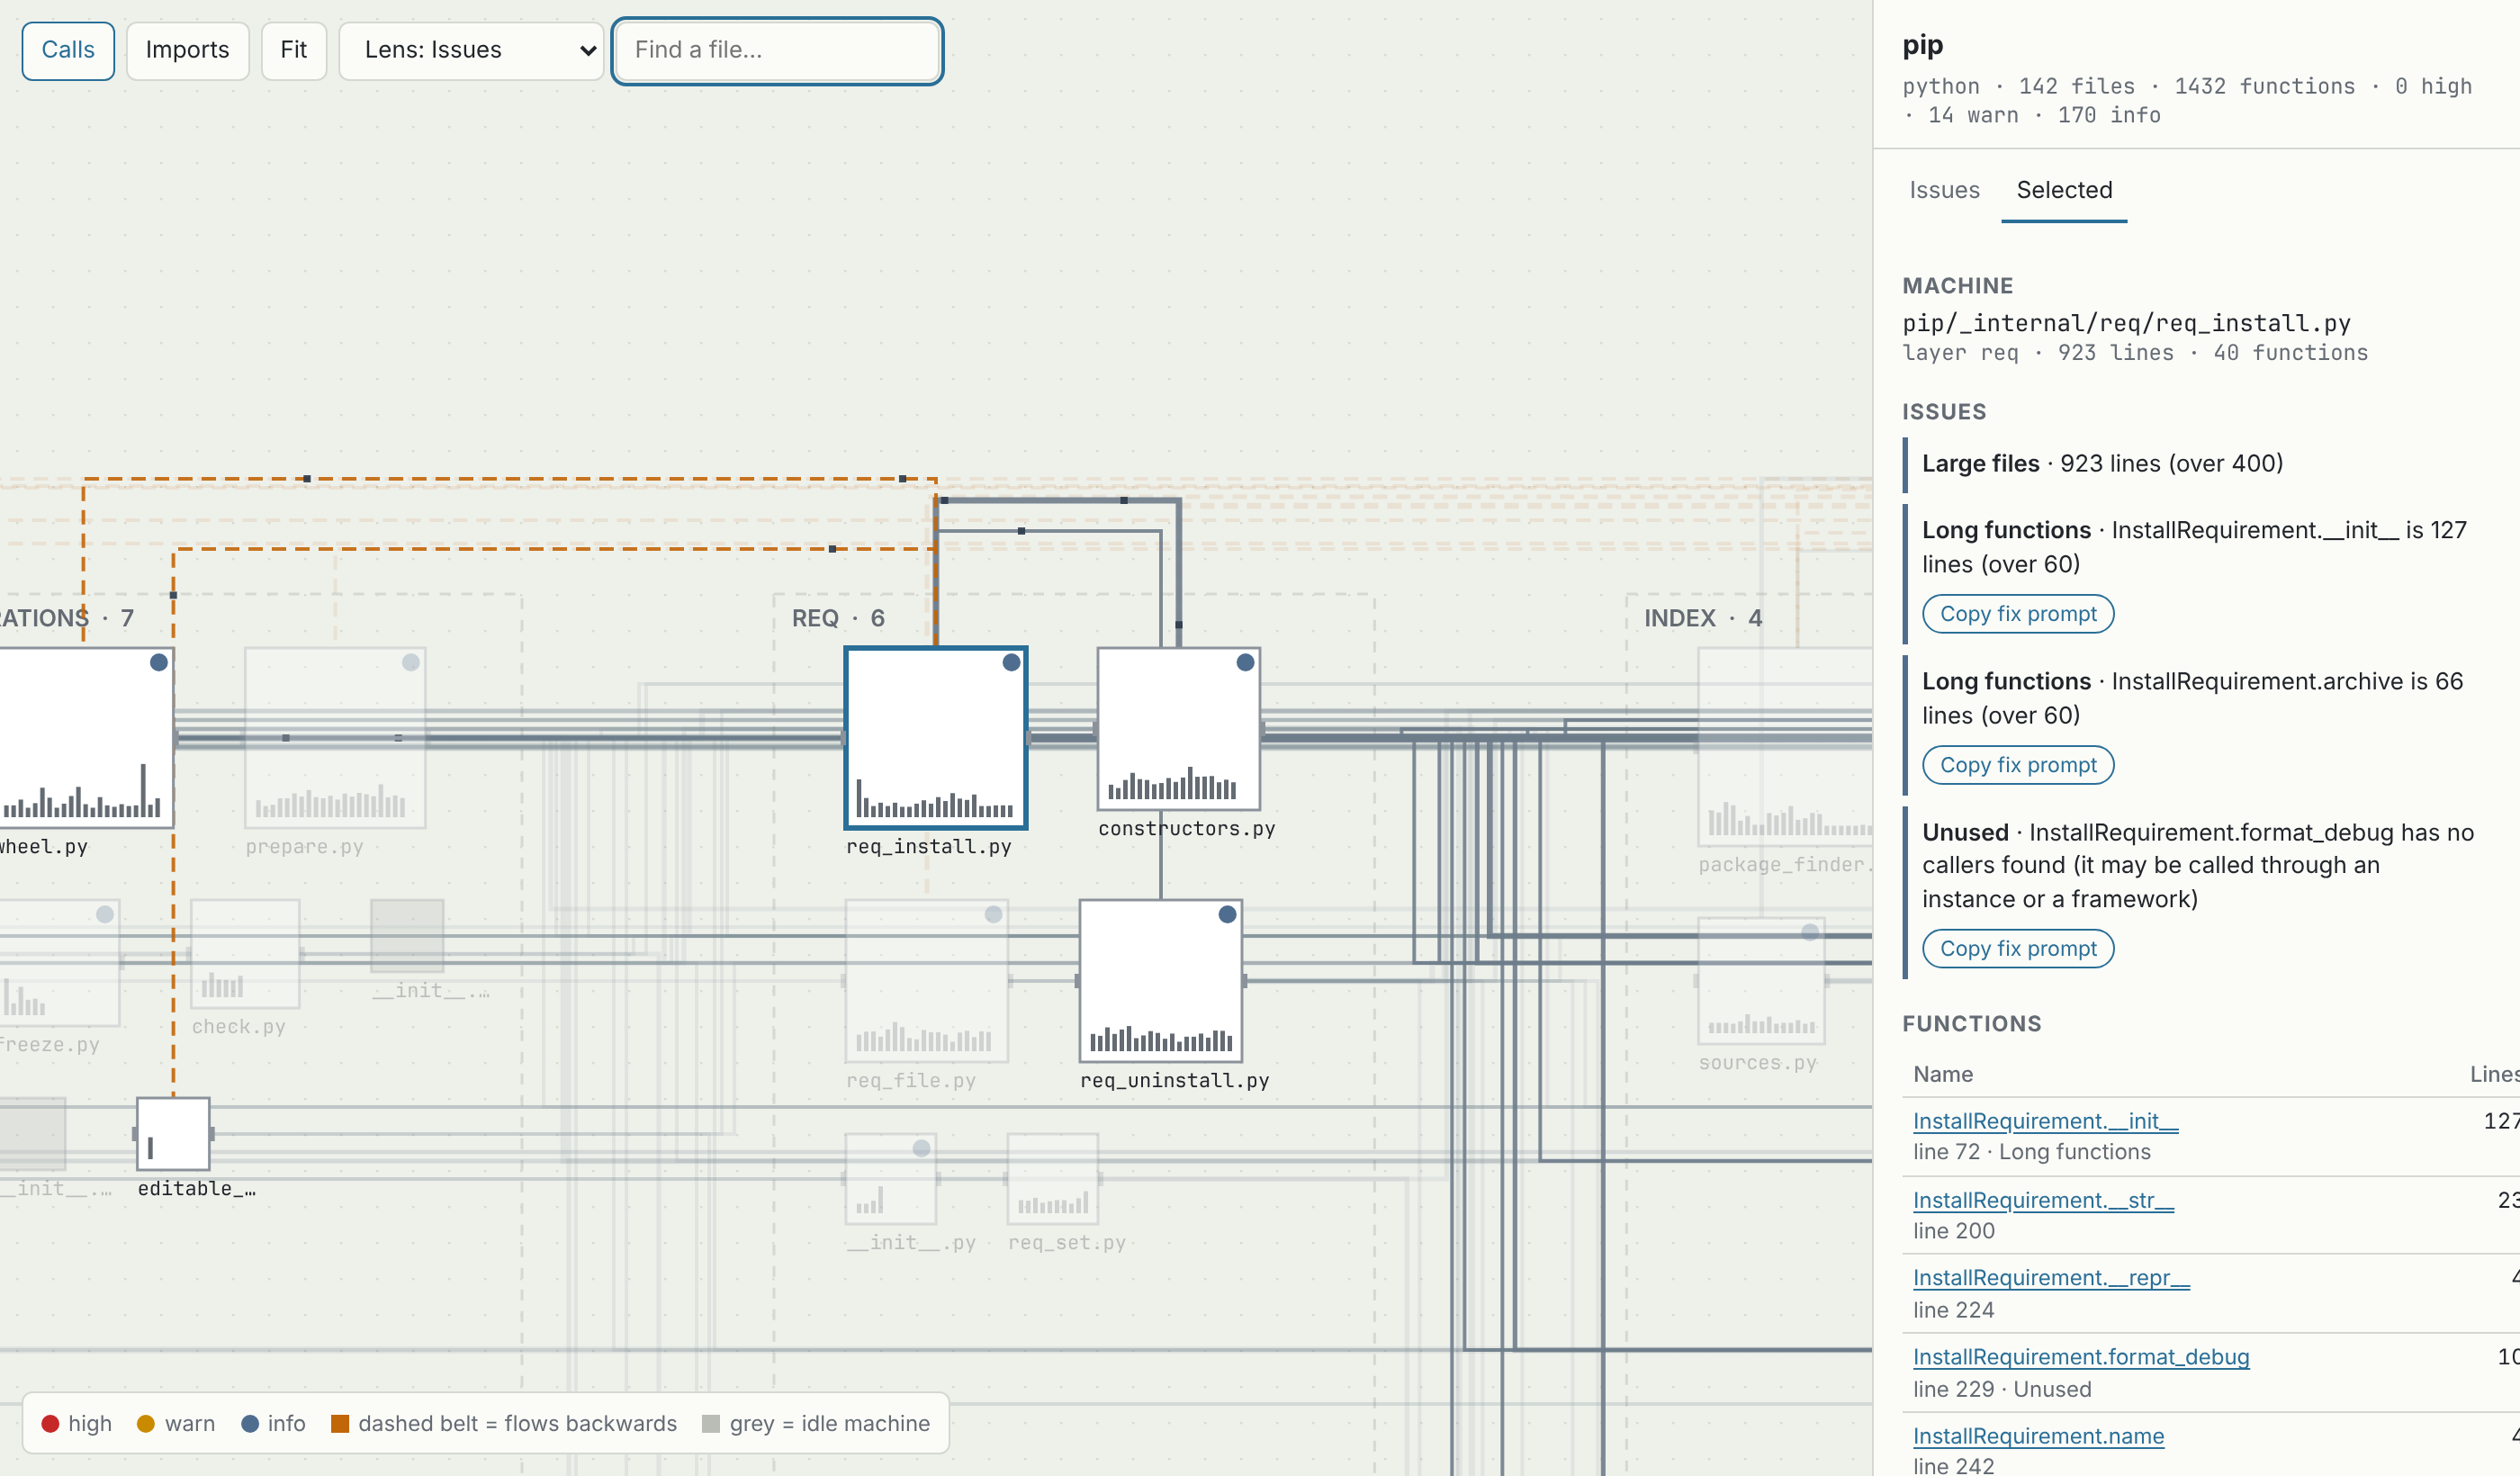 Calls
Imports
Fit
Lens: Issues
Find a file...
pip
python · 142 files · 1432 functions · 0 high
· 14 warn · 170 info
Issues
Selected
MACHINE
pip/_internal/req/req_install.py
layer req · 923 lines · 40 functions
ISSUES
Large files · 923 lines (over 400)
Long functions · InstallRequirement.__init__ is 127
lines (over 60)
Copy fix prompt
Long functions · InstallRequirement.archive is 66
lines (over 60)
Copy fix prompt
Unused · InstallRequirement.format_debug has no
callers found (it may be called through an
instance or a framework)
Copy fix prompt
FUNCTIONS
Name
Lines
InstallRequirement.__init__
127
line 72 · Long functions
InstallRequirement.__str__
23
line 200
InstallRequirement.__repr__
4
line 224
InstallRequirement.format_debug
10
line 229 · Unused
InstallRequirement.name
4
line 242
RATIONS · 7
REQ · 6
INDEX · 4
wheel.py
prepare.py
req_install.py
constructors.py
package_finder.
freeze.py
check.py
__init__.…
req_file.py
req_uninstall.py
sources.py
__init__.…
editable_…
__init__.py
req_set.py
high
warn
info
dashed belt = flows backwards
grey = idle machine